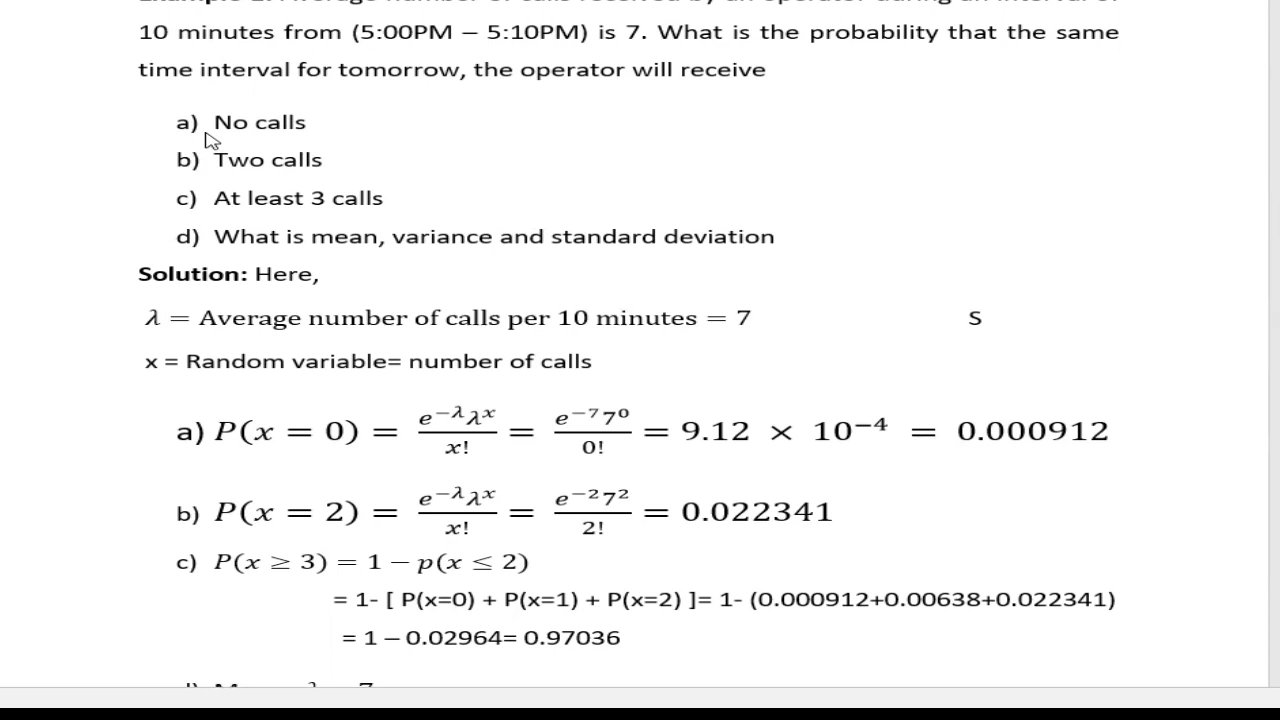 10 minutes from (5:00PM – 5:10PM) is 7. What is the probability that the same
time interval for tomorrow, the operator will receive
a) No calls
b) Two calls
c) At least 3 calls
d) What is mean, variance and standard deviation
Solution: Here,
λ = Average number of calls per 10 minutes = 7 S
x = Random variable= number of calls
a) P(x = 0) = e^{−λ}λ^x / x! = e^{−7}7^0 / 0! = 9.12 × 10^{−4} = 0.000912
b) P(x = 2) = e^{−λ}λ^x / x! = e^{−2}7^2 / 2! = 0.022341
c) P(x ≥ 3) = 1 − p(x ≤ 2)
= 1- [ P(x=0) + P(x=1) + P(x=2) ]= 1- (0.000912+0.00638+0.022341)
= 1 – 0.02964= 0.97036